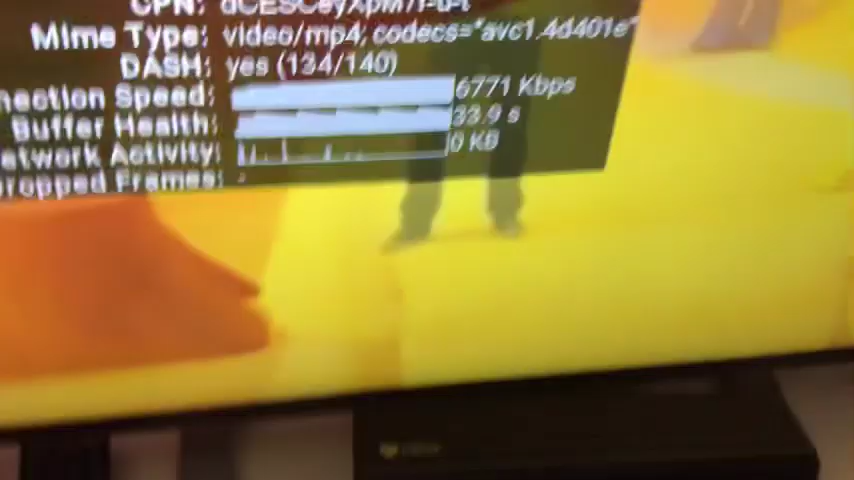 CPN:
Mime Type: video/mp4; codecs="avc1.4d401e"
DASH: yes (134/140)
nection Speed: 6771 Kbps
Buffer Health: 33.9 s
etwork Activity: 0 KB
ropped Frames: -